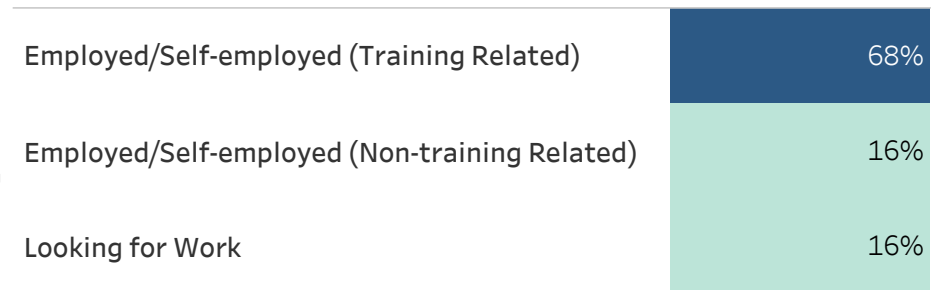 Employed/Self-employed (Training Related) 68%
Employed/Self-employed (Non-training Related) 16%
Looking for Work 16%